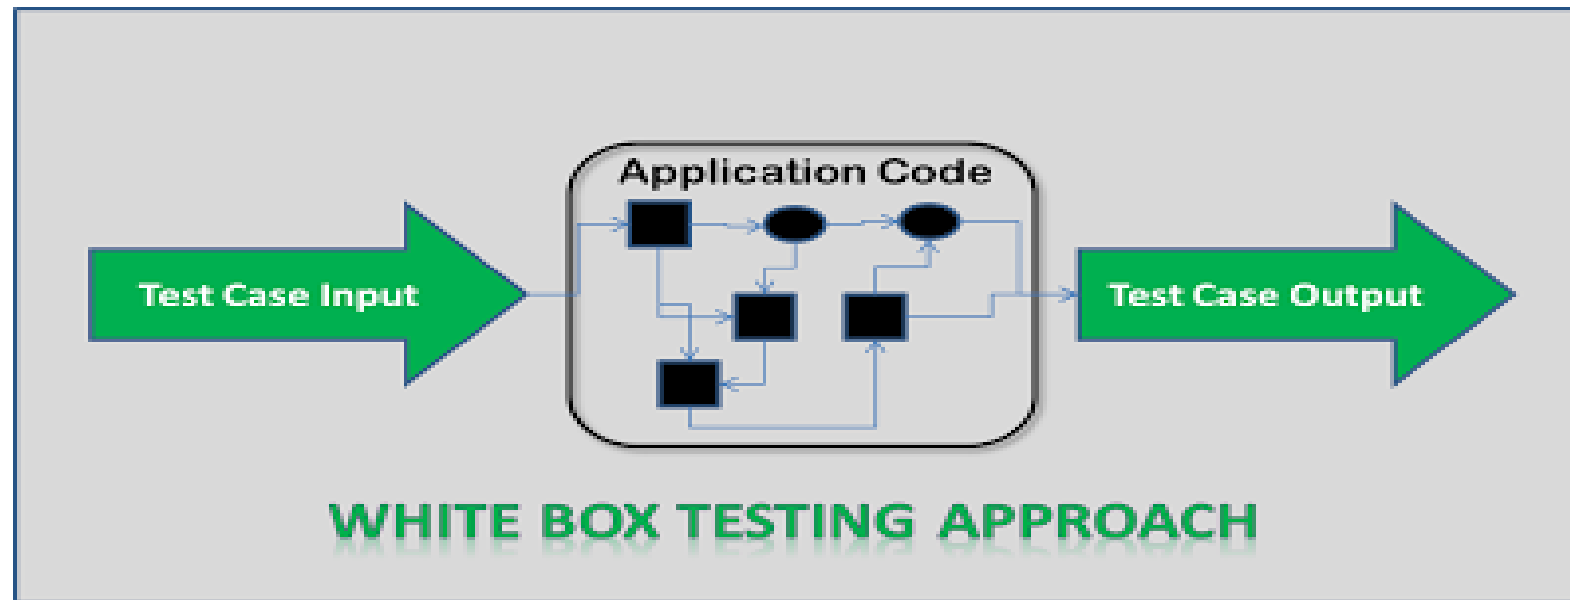 Application Code
Test Case Input
Test Case Output
WHITE BOX TESTING APPROACH